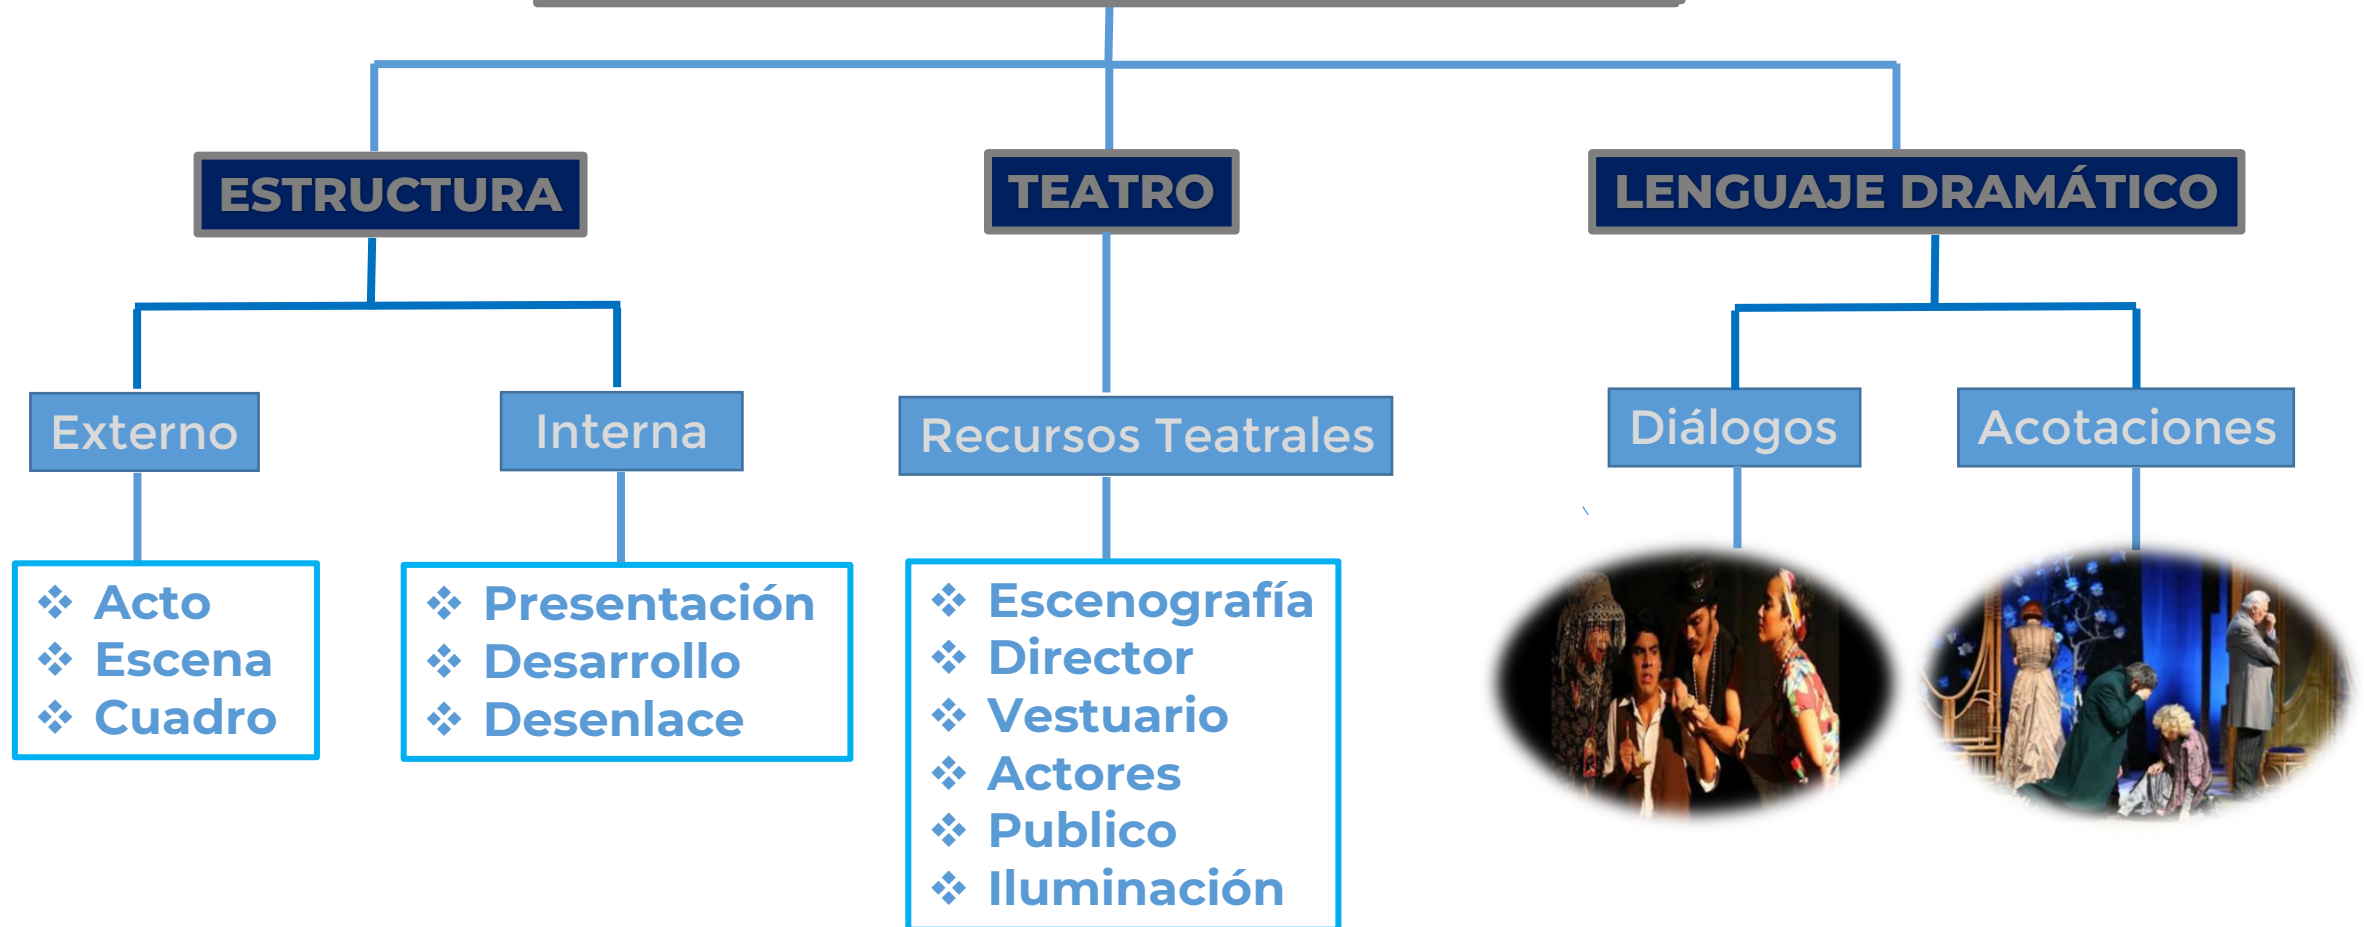 ESTRUCTURA
TEATRO
LENGUAJE DRAMÁTICO
Externo
Interna
Recursos Teatrales
Diálogos
Acotaciones
❖ Acto
❖ Escena
❖ Cuadro
❖ Presentación
❖ Desarrollo
❖ Desenlace
❖ Escenografía
❖ Director
❖ Vestuario
❖ Actores
❖ Publico
❖ Iluminación